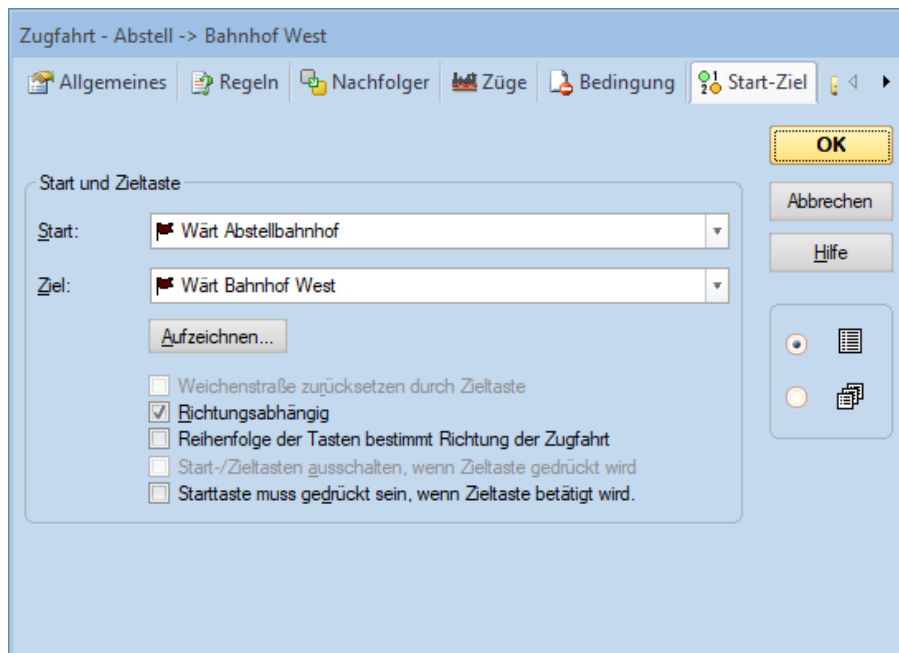 Zugfahrt - Abstell -> Bahnhof West
Allgemeines Regeln Nachfolger Züge Bedingung Start-Ziel
OK
Start und Zieltaste
Abbrechen
Start: Wärt Abstellbahnhof
Hilfe
Ziel: Wärt Bahnhof West
Aufzeichnen...
Weichenstraße zurücksetzen durch Zieltaste
Richtungsabhängig
Reihenfolge der Tasten bestimmt Richtung der Zugfahrt
Start-/Zieltasten ausschalten, wenn Zieltaste gedrückt wird
Starttaste muss gedrückt sein, wenn Zieltaste betätigt wird.